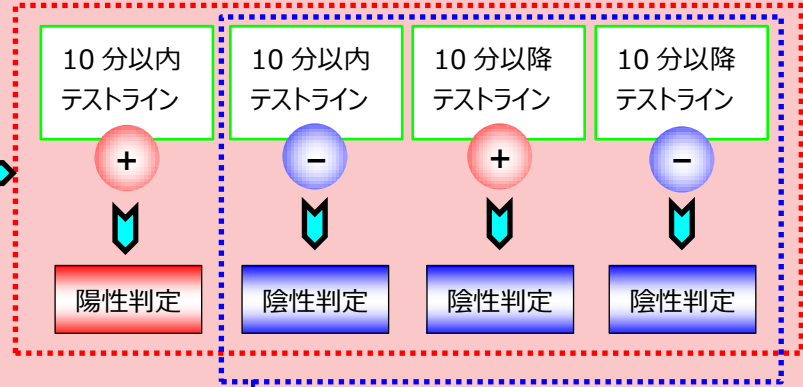 10 分以内
テストライン
+
陽性判定
10 分以内
テストライン
－
陰性判定
10 分以降
テストライン
+
陰性判定
10 分以降
テストライン
－
陰性判定